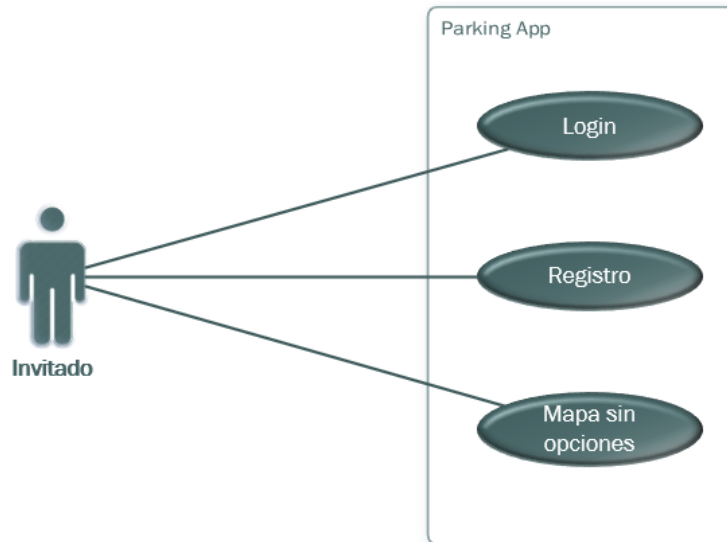 Parking App
Login
Registro
Invitado
Mapa sin
opciones